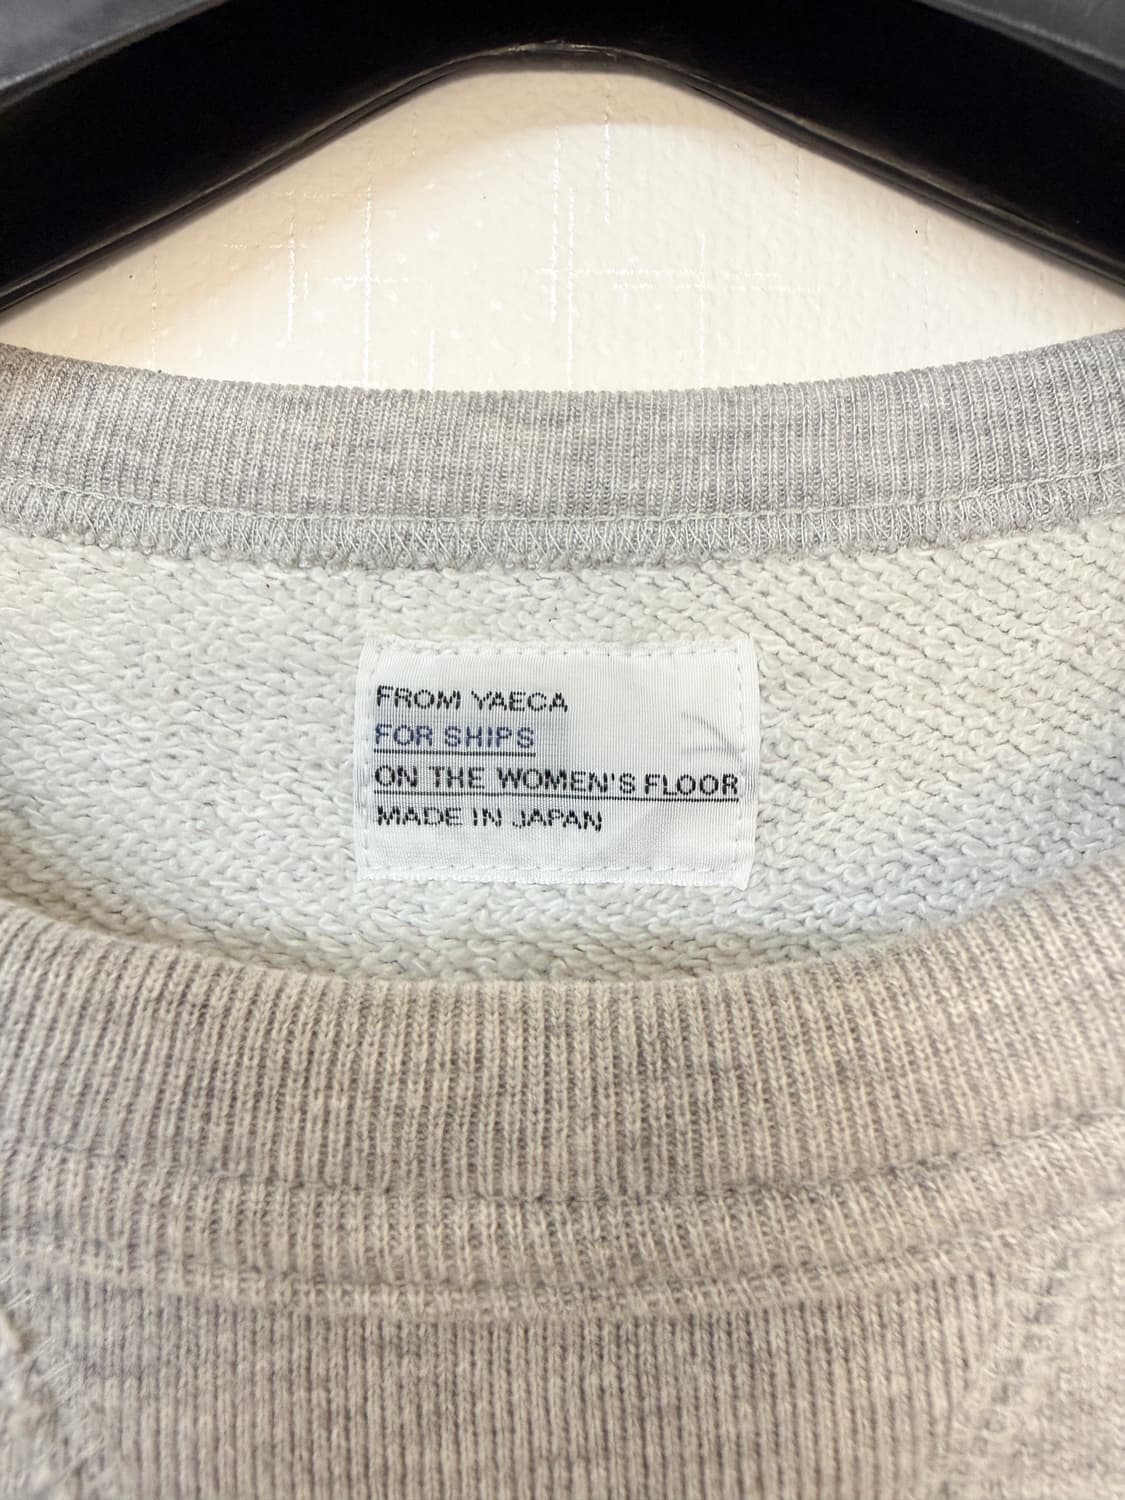 FROM YAECA
FOR SHIPS
ON THE WOMEN'S FLOOR
MADE IN JAPAN